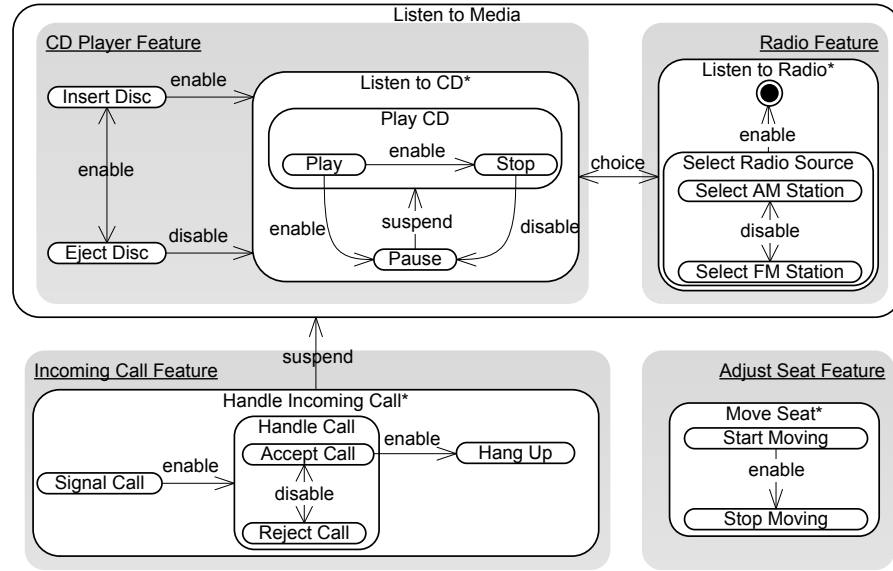 Listen to Media
CD Player Feature
Radio Feature
Insert Disc
enable
enable
Eject Disc
disable
Listen to CD*
Play CD
Play
enable
Stop
enable
suspend
disable
Pause
choice
Listen to Radio*
enable
Select Radio Source
Select AM Station
disable
Select FM Station
suspend
Incoming Call Feature
Handle Incoming Call*
Signal Call
enable
Handle Call
Accept Call
disable
Reject Call
enable
Hang Up
Adjust Seat Feature
Move Seat*
Start Moving
enable
Stop Moving